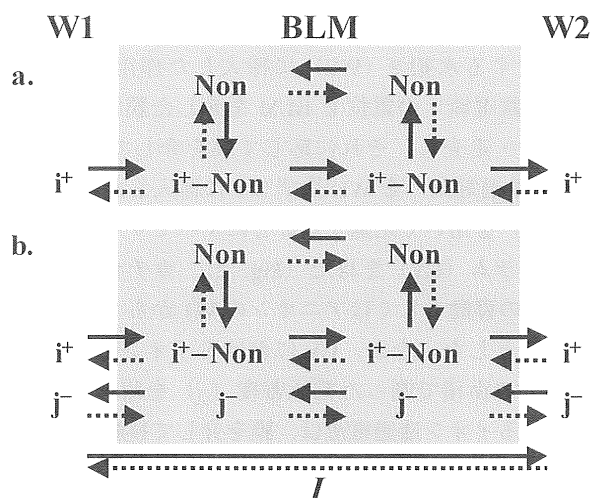 W1 BLM W2
a.
Non Non
i⁺ i⁺–Non i⁺–Non i⁺
b.
Non Non
i⁺ i⁺–Non i⁺–Non i⁺
j⁻ j⁻ j⁻ j⁻
I